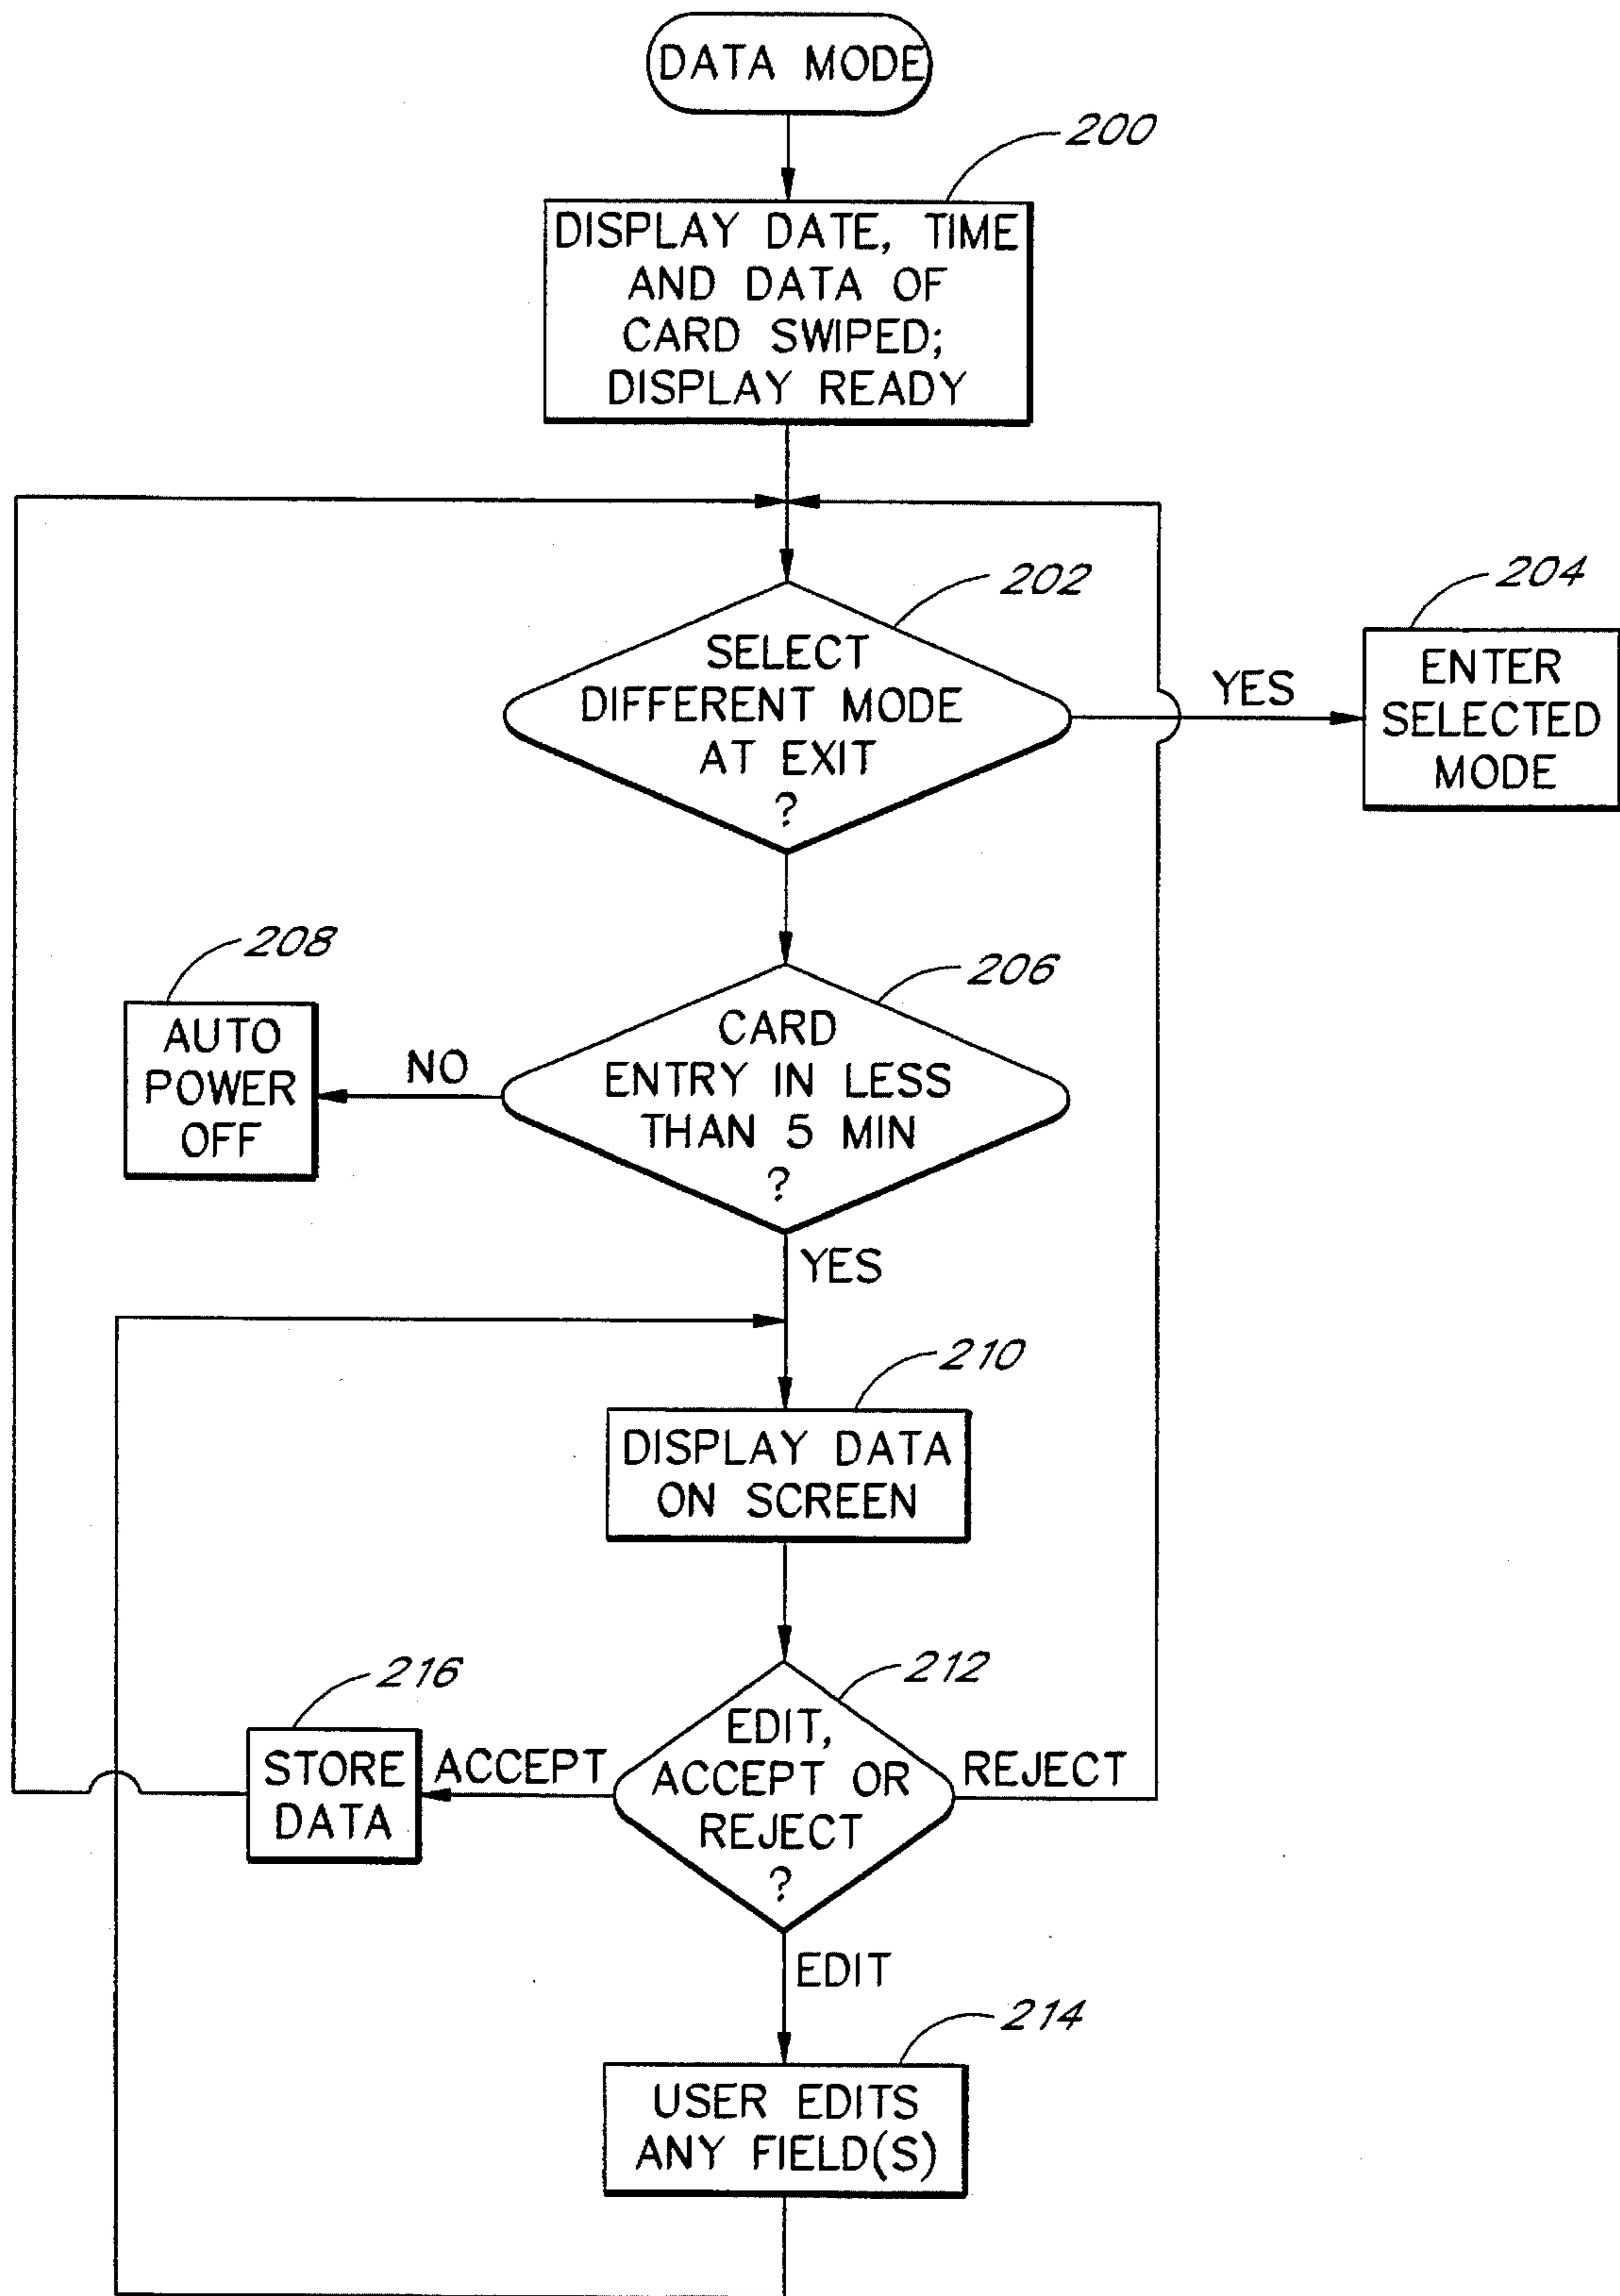 DATA MODE
200
DISPLAY DATE, TIME
AND DATA OF
CARD SWIPED;
DISPLAY READY
202
204
SELECT
DIFFERENT MODE
AT EXIT
?
YES
ENTER
SELECTED
MODE
208
206
AUTO
POWER
OFF
NO
CARD
ENTRY IN LESS
THAN 5 MIN
?
YES
210
DISPLAY DATA
ON SCREEN
216
212
STORE
DATA
ACCEPT
EDIT,
ACCEPT OR
REJECT
?
REJECT
EDIT
214
USER EDITS
ANY FIELD(S)